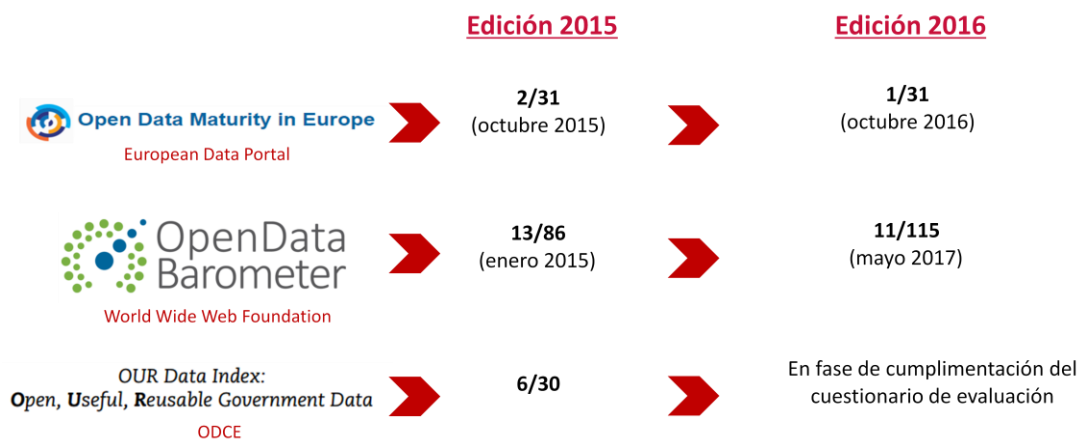 Edición 2015
Edición 2016
Open Data Maturity in Europe
European Data Portal
2/31
(octubre 2015)
1/31
(octubre 2016)
OpenData
Barometer
World Wide Web Foundation
13/86
(enero 2015)
11/115
(mayo 2017)
OUR Data Index:
Open, Useful, Reusable Government Data
ODCE
6/30
En fase de cumplimentación del
cuestionario de evaluación